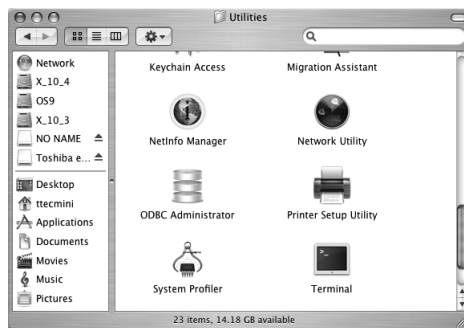 Utilities
Network
X_10_4
OS9
X_10_3
NO NAME
Toshiba e...
Desktop
ttecmini
Applications
Documents
Movies
Music
Pictures
Keychain Access
Migration Assistant
NetInfo Manager
Network Utility
ODBC Administrator
Printer Setup Utility
System Profiler
Terminal
23 items, 14.18 GB available